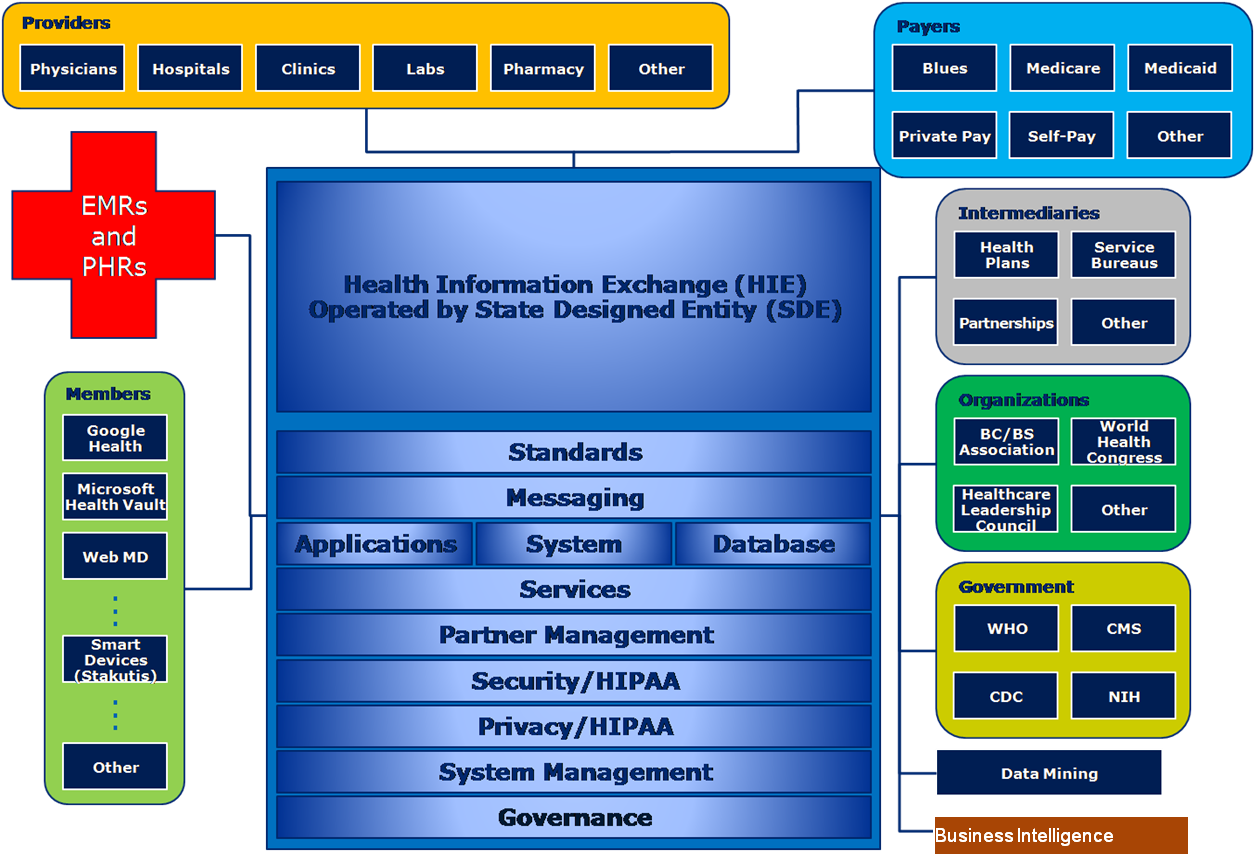 Providers
Physicians
Hospitals
Clinics
Labs
Pharmacy
Other
Payers
Blues
Medicare
Medicaid
Private Pay
Self-Pay
Other
EMRs
and
PHRs
Health Information Exchange (HIE)
Operated by State Designed Entity (SDE)
Standards
Messaging
Applications
System
Database
Services
Partner Management
Security/HIPAA
Privacy/HIPAA
System Management
Governance
Members
Google
Health
Microsoft
Health Vault
Web MD
Smart
Devices
(Stakutis)
Other
Intermediaries
Health
Plans
Service
Bureaus
Partnerships
Other
Organizations
BC/BS
Association
World
Health
Congress
Healthcare
Leadership
Council
Other
Government
WHO
CMS
CDC
NIH
Data Mining
Business Intelligence